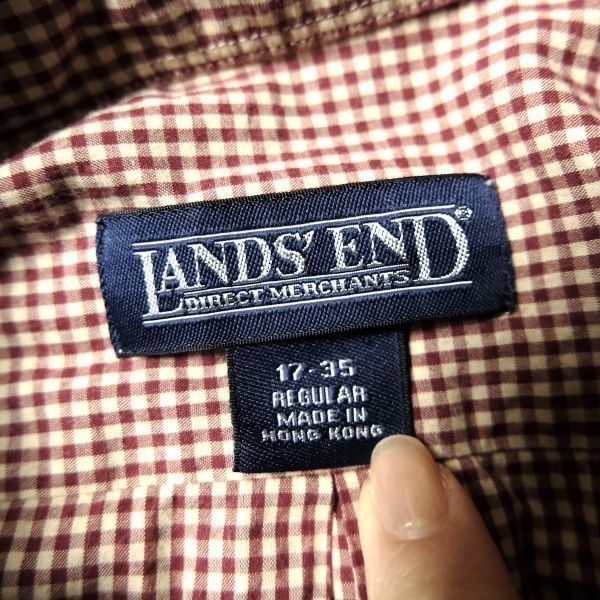 LANDS' END®
DIRECT MERCHANTS
17-35
REGULAR
MADE IN
HONG KONG